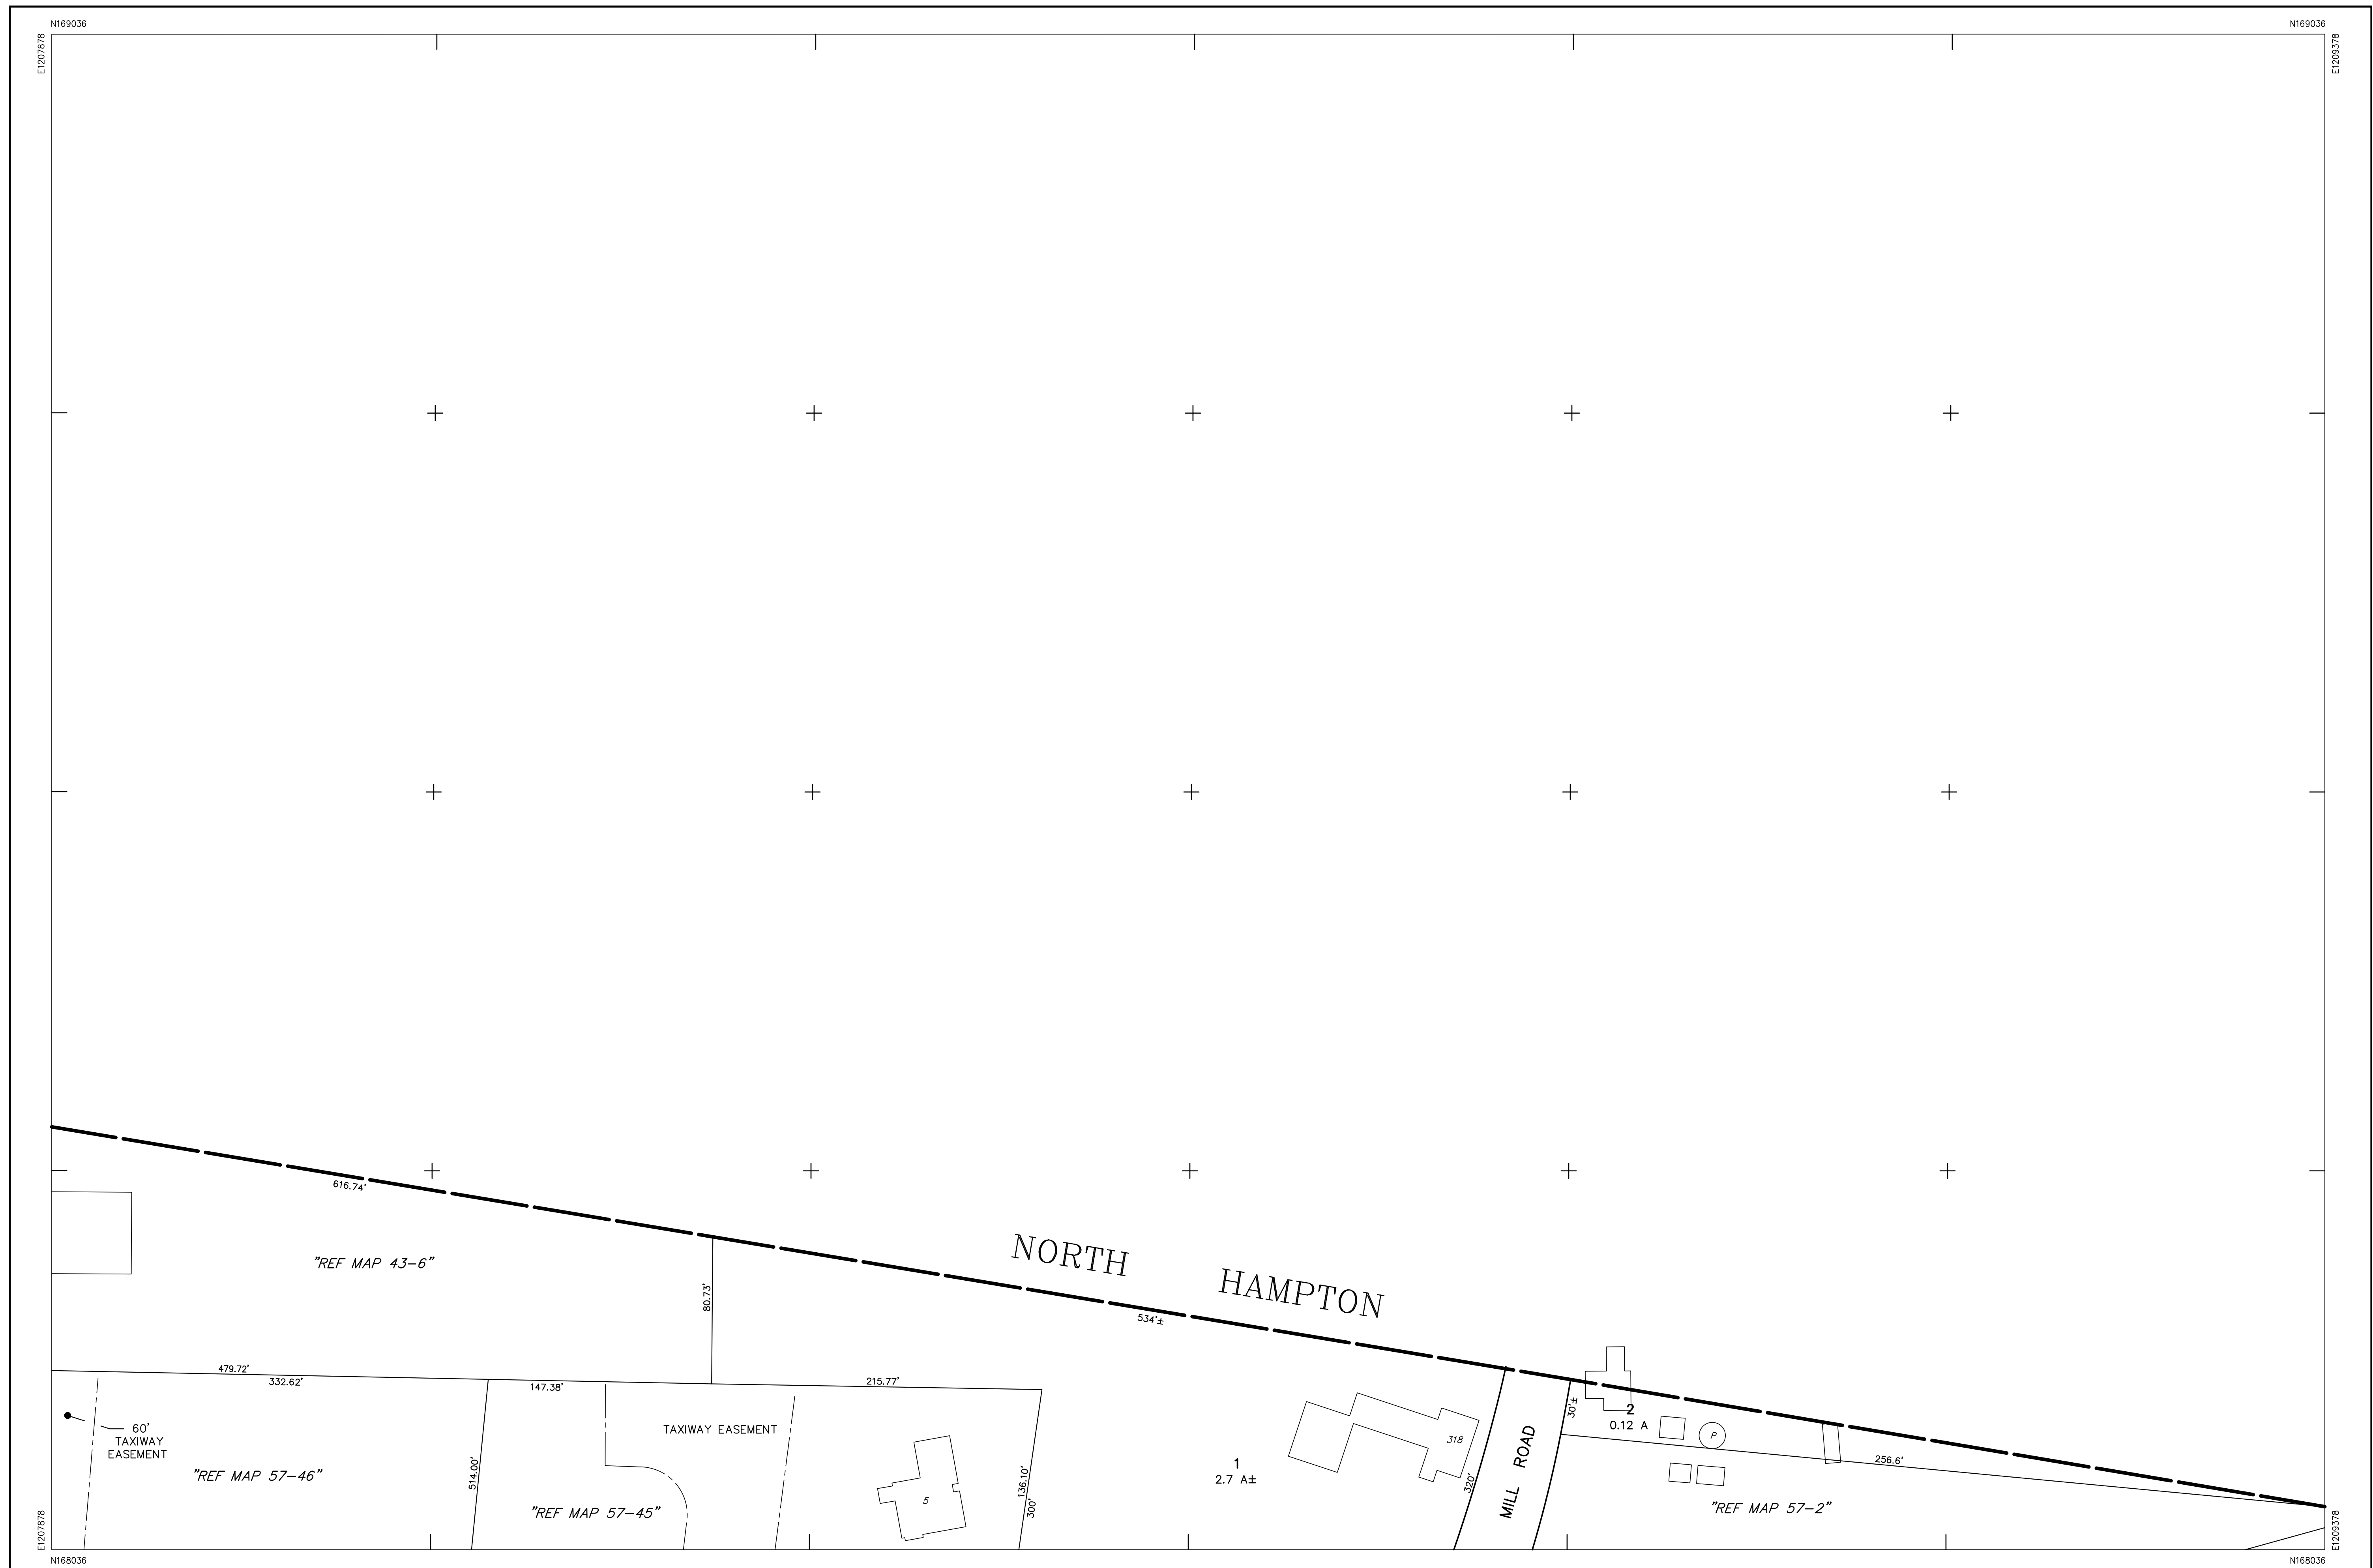 N169036
N169036
E1207878
E1209378
616.74'
"REF MAP 43-6"
NORTH HAMPTON
80.73'
534'±
479.72'
332.62'
147.38'
215.77'
60'
TAXIWAY
EASEMENT
TAXIWAY EASEMENT
"REF MAP 57-46"
514.00'
"REF MAP 57-45"
5
136.10'
300'
1
2.7 A±
318
320'
MILL ROAD
30'±
2
0.12 A
P
256.6'
"REF MAP 57-2"
E1207878
E1209378
N168036
N168036